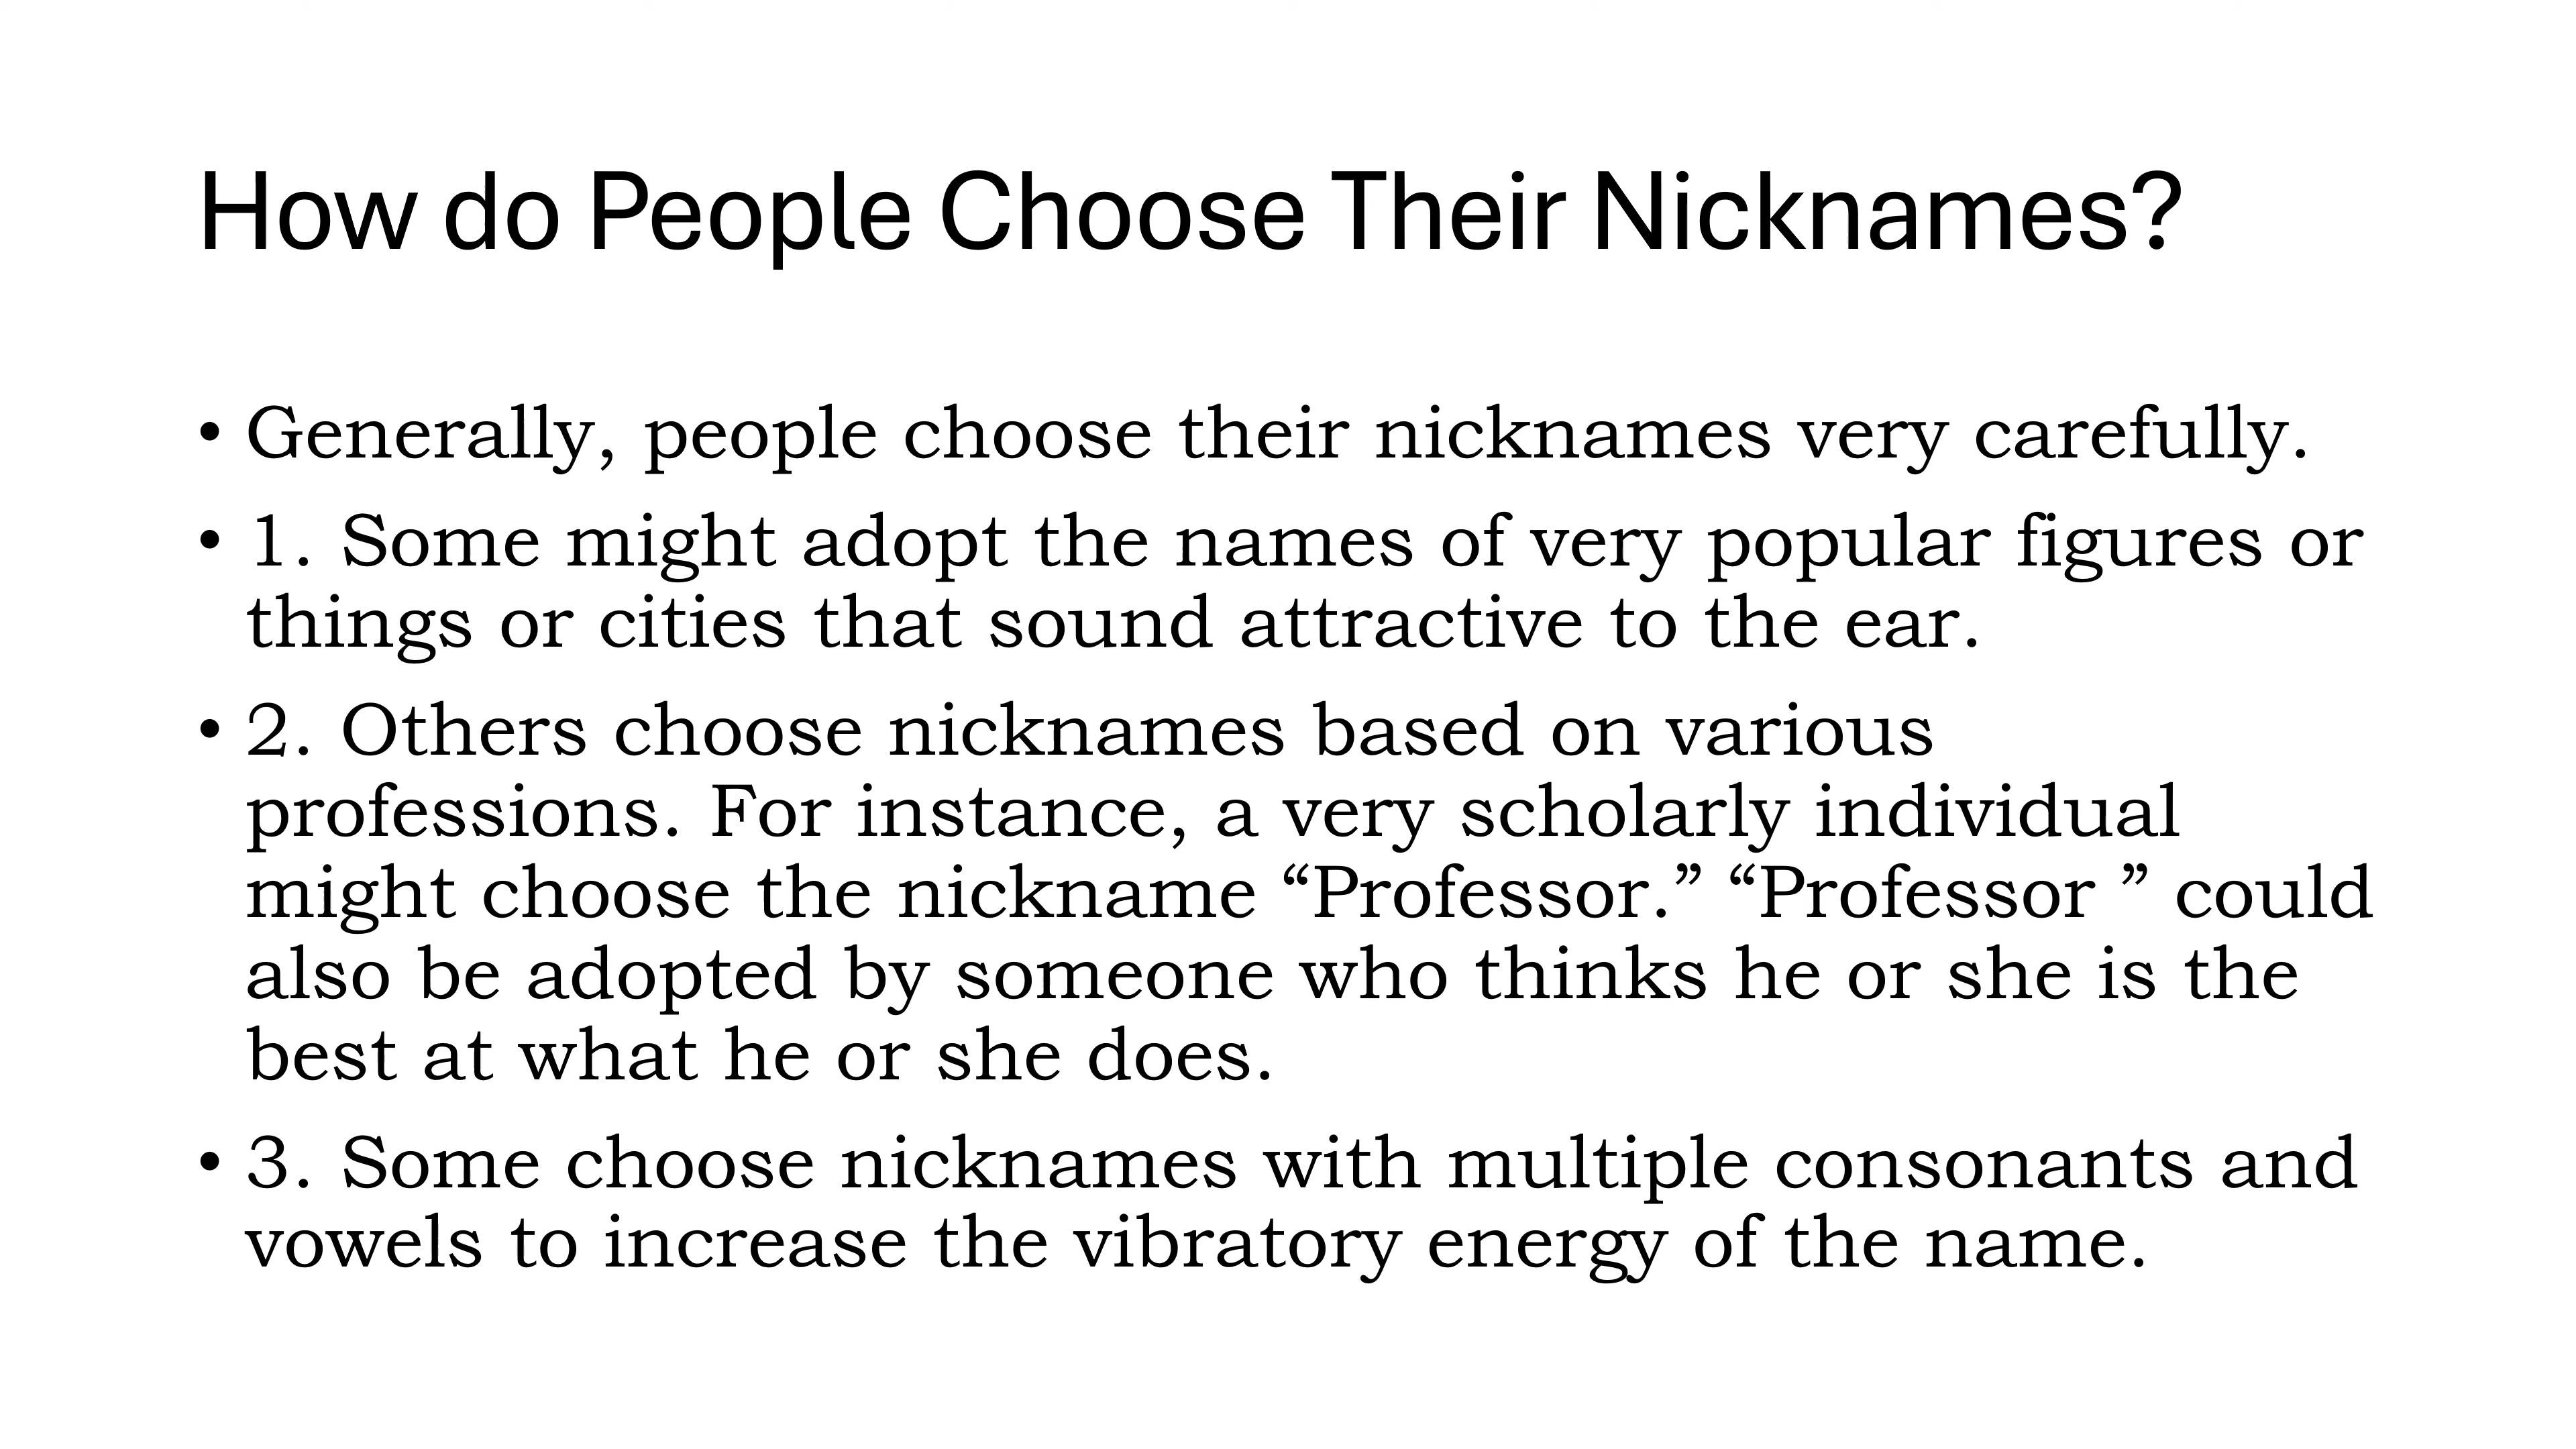 How do People Choose Their Nicknames?
• Generally, people choose their nicknames very carefully.
• 1. Some might adopt the names of very popular figures or
things or cities that sound attractive to the ear.
• 2. Others choose nicknames based on various
professions. For instance, a very scholarly individual
might choose the nickname “Professor.” “Professor ” could
also be adopted by someone who thinks he or she is the
best at what he or she does.
• 3. Some choose nicknames with multiple consonants and
vowels to increase the vibratory energy of the name.